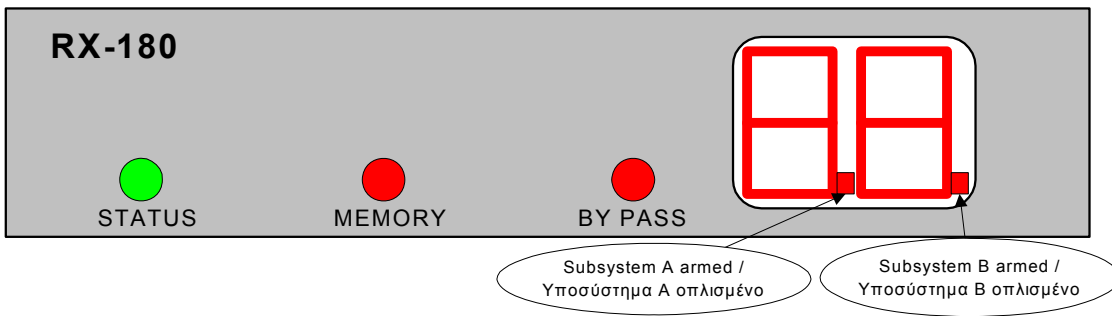 RX-180
STATUS
MEMORY
BY PASS
Subsystem A armed /
Υποσύστημα Α οπλισμένο
Subsystem B armed /
Υποσύστημα Β οπλισμένο